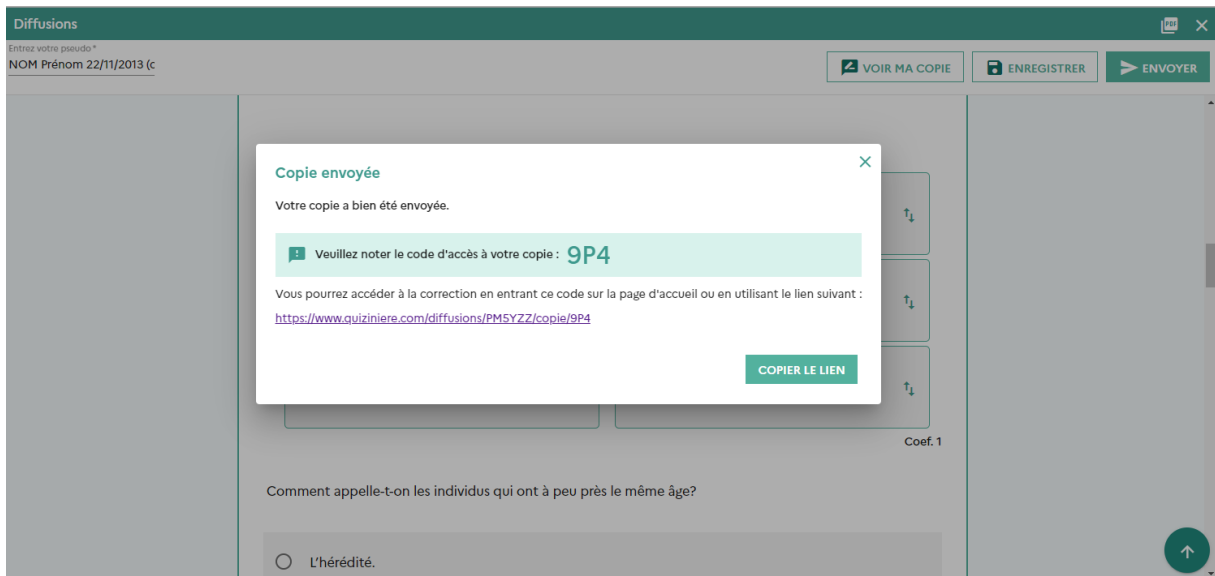 Diffusions
PDF
Entrez votre pseudo *
NOM Prénom 22/11/2013 (c
VOIR MA COPIE
ENREGISTRER
ENVOYER
Copie envoyée
Votre copie a bien été envoyée.
Veuillez noter le code d'accès à votre copie : 9P4
Vous pourrez accéder à la correction en entrant ce code sur la page d'accueil ou en utilisant le lien suivant :
https://www.quiziniere.com/diffusions/PM5YZZ/copie/9P4
COPIER LE LIEN
Coef. 1
Comment appelle-t-on les individus qui ont à peu près le même âge?
L'hérédité.